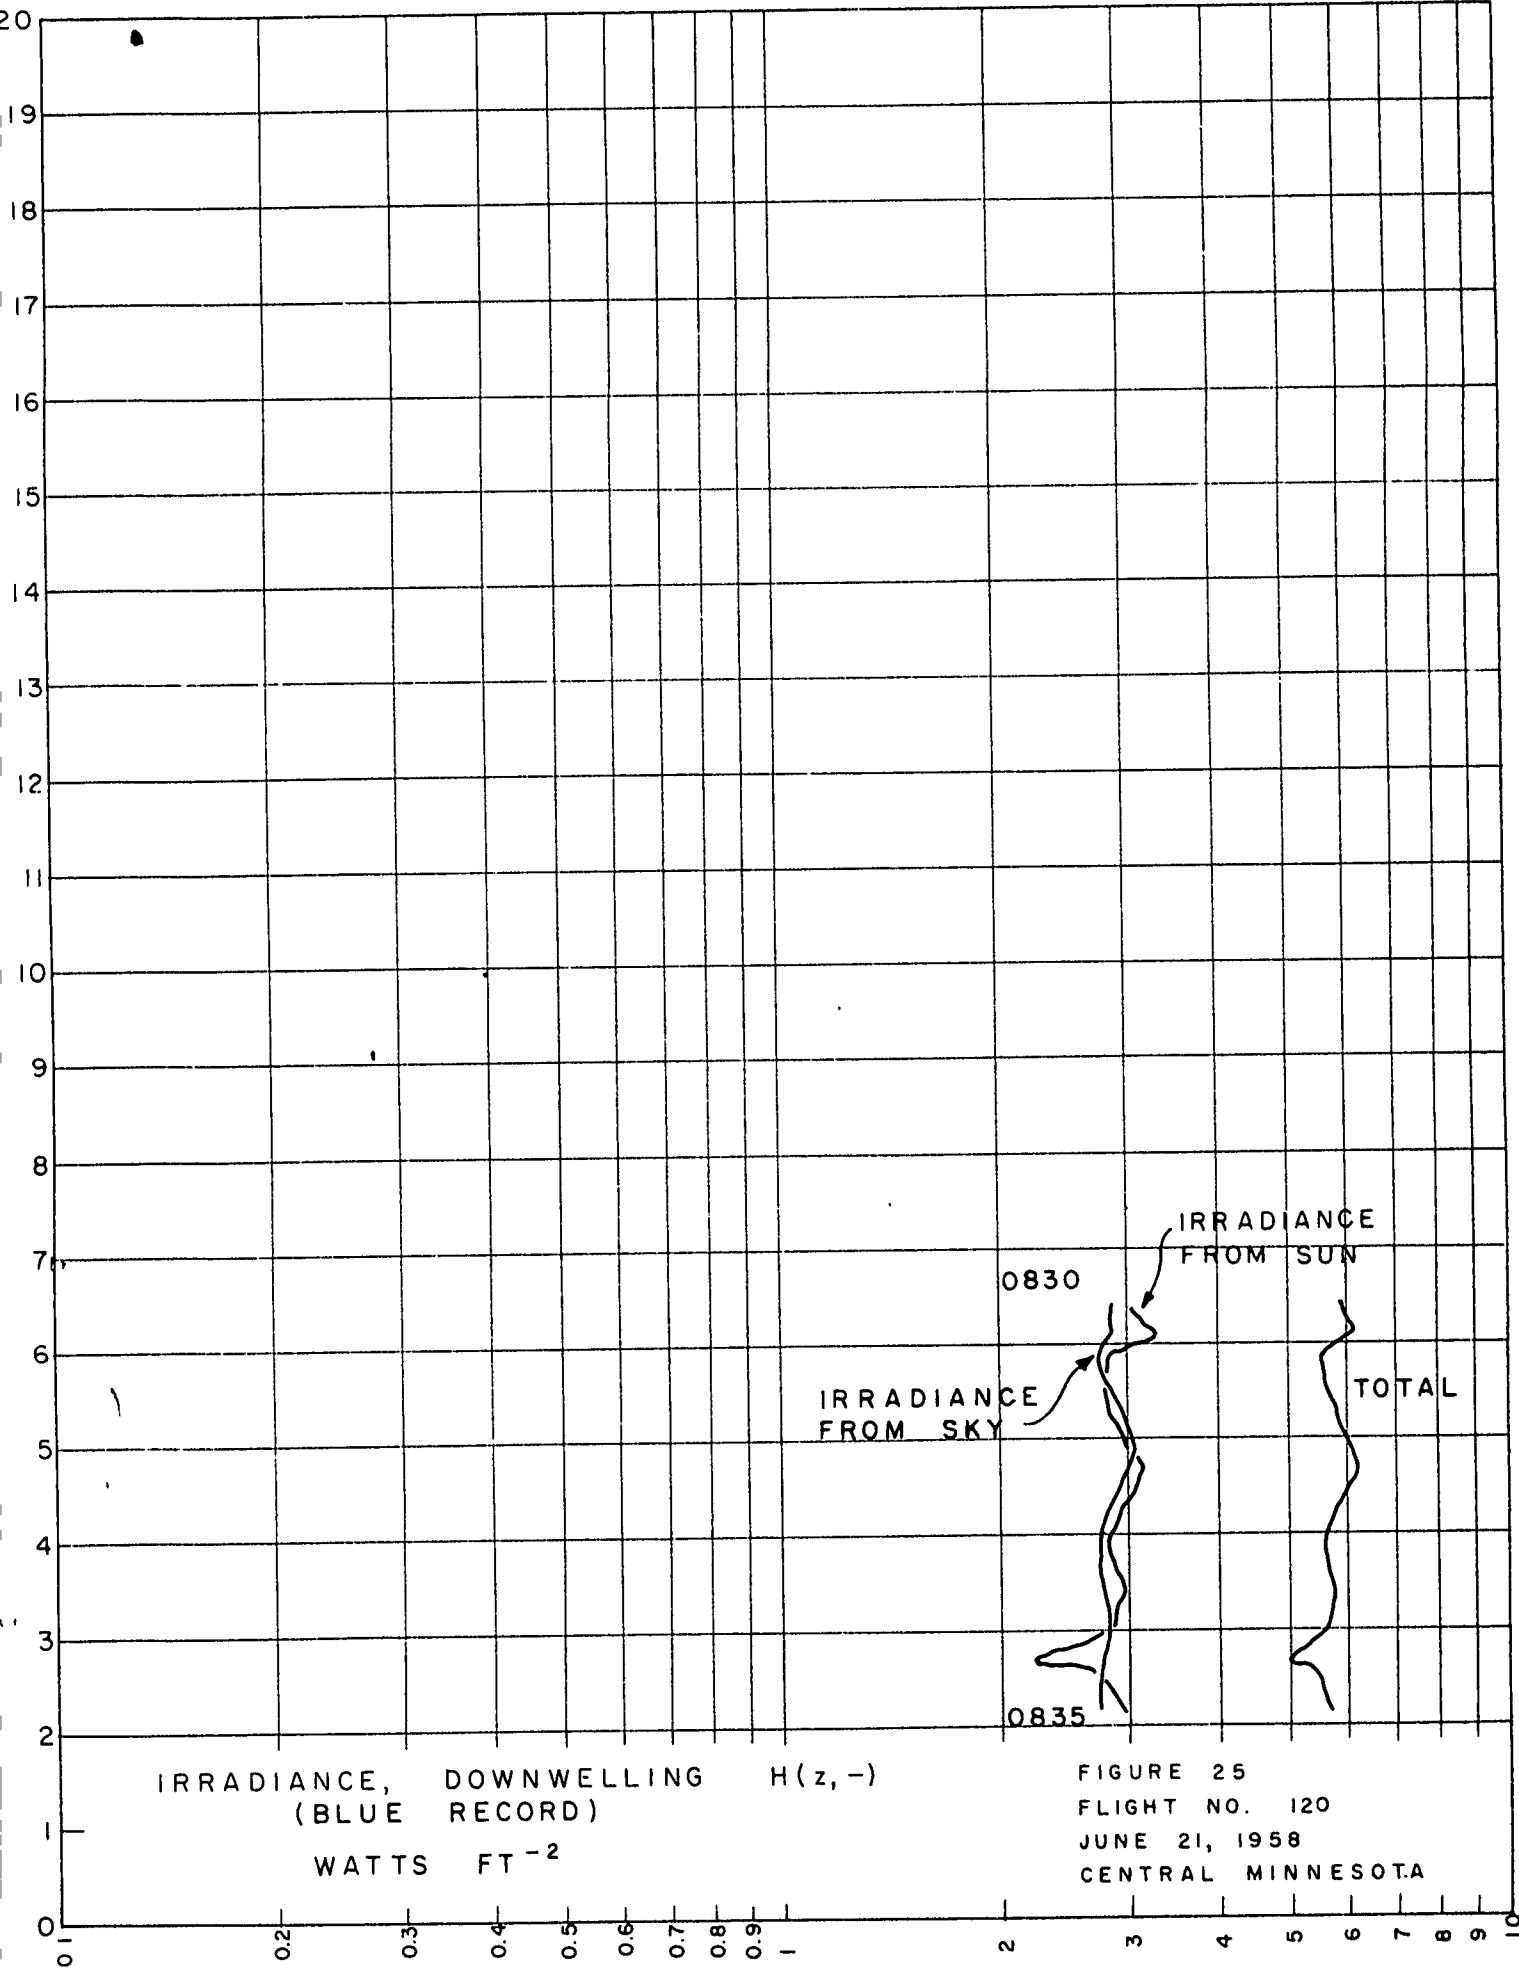 20
19
18
17
16
15
14
13
12
11
10
9
8
7
6
5
4
3
2
1
0
IRRADIANCE
FROM SUN
0830
IRRADIANCE
FROM SKY
TOTAL
0835
IRRADIANCE, DOWNWELLING H(z,-)
(BLUE RECORD)
WATTS FT⁻²
FIGURE 25
FLIGHT NO. 120
JUNE 21, 1958
CENTRAL MINNESOTA
0.1 0.2 0.3 0.4 0.5 0.6 0.7 0.8 0.9 1 2 3 4 5 6 7 8 9 10